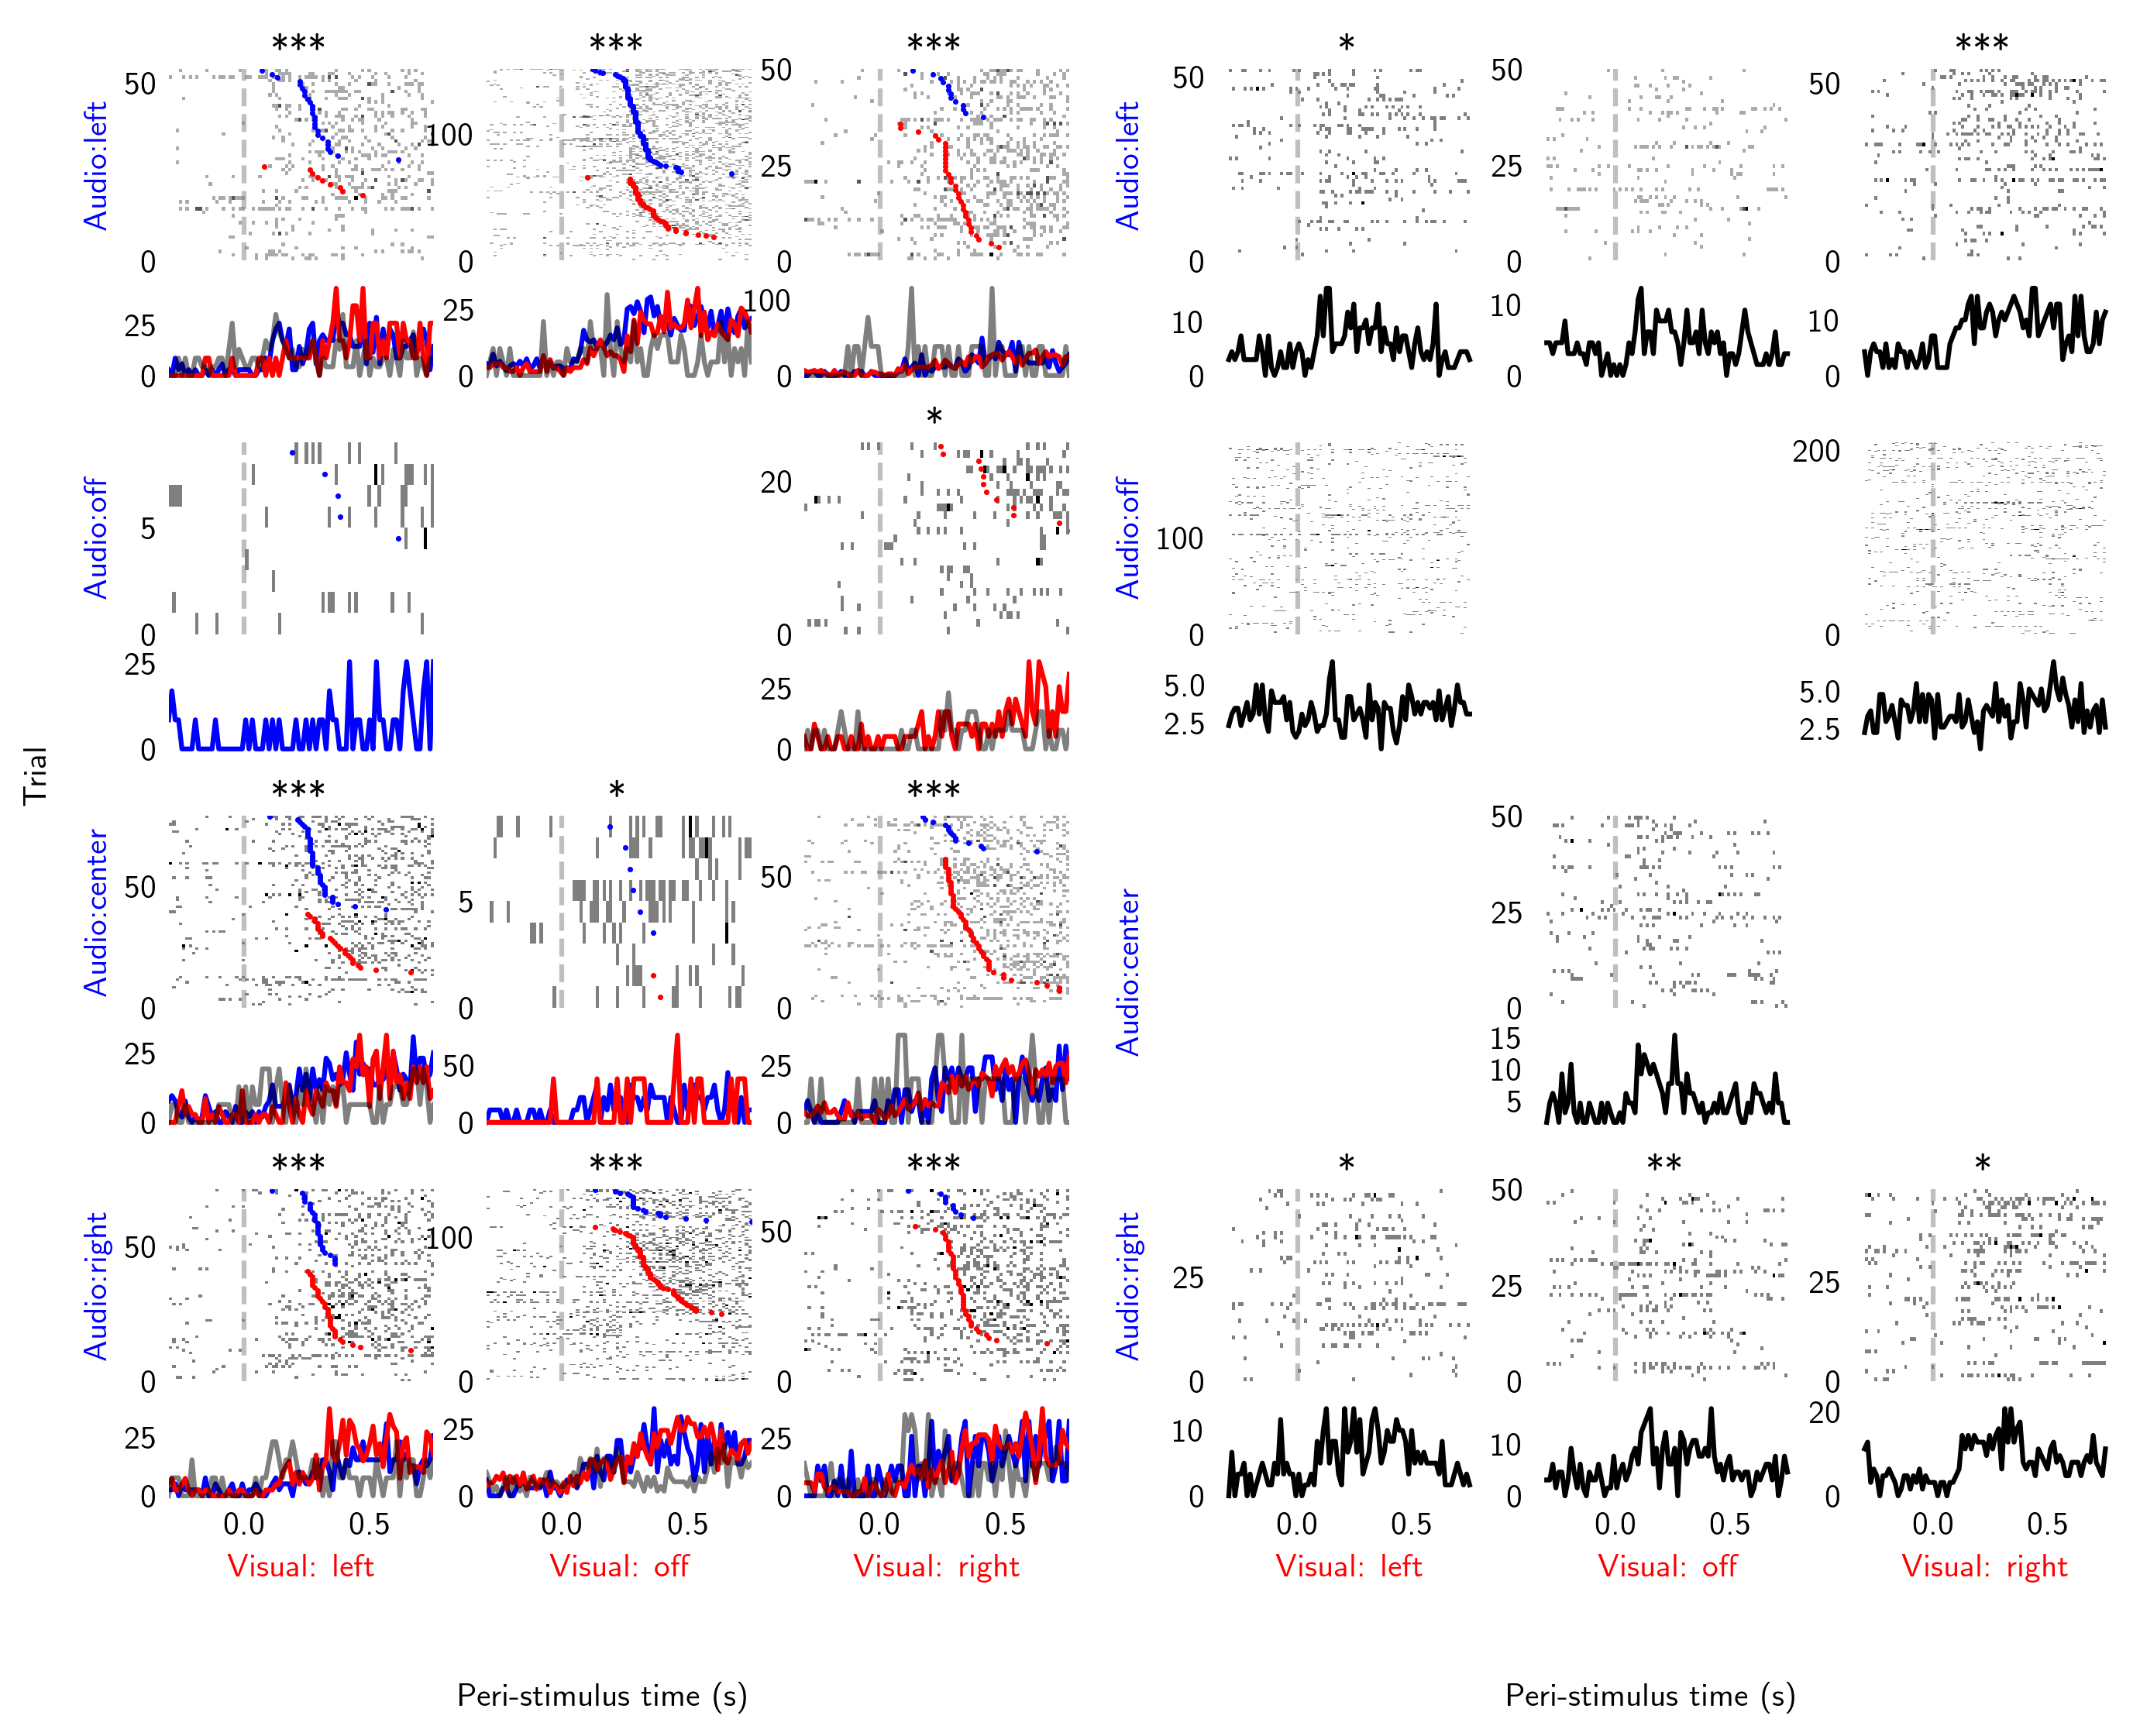 *** *** *** * ***
50 100 50 50 50 50
Audio:left 25 Audio:left 25
0 0 0 0 0 0
25 25 100 10 10 10
0 0 0 0 0 0
*
Audio:off 5 20 Audio:off 100 200
0 0 0 0
25 25 5.0 5.0
0 0 2.5 2.5
*** * ***
Audio:center 50 5 50 Audio:center 50
25
0 0 0 0
25 50 25 15
10
0 0 0 5
*** *** *** * ** *
Audio:right 50 100 50 Audio:right 25 50 25
25
0 0 0 0 0 0
25 25 25 10 10 20
0 0 0 0 0 0
0.0 0.5 0.0 0.5 0.0 0.5 0.0 0.5 0.0 0.5 0.0 0.5
Visual: left Visual: off Visual: right Visual: left Visual: off Visual: right
Trial
Peri-stimulus time (s) Peri-stimulus time (s)